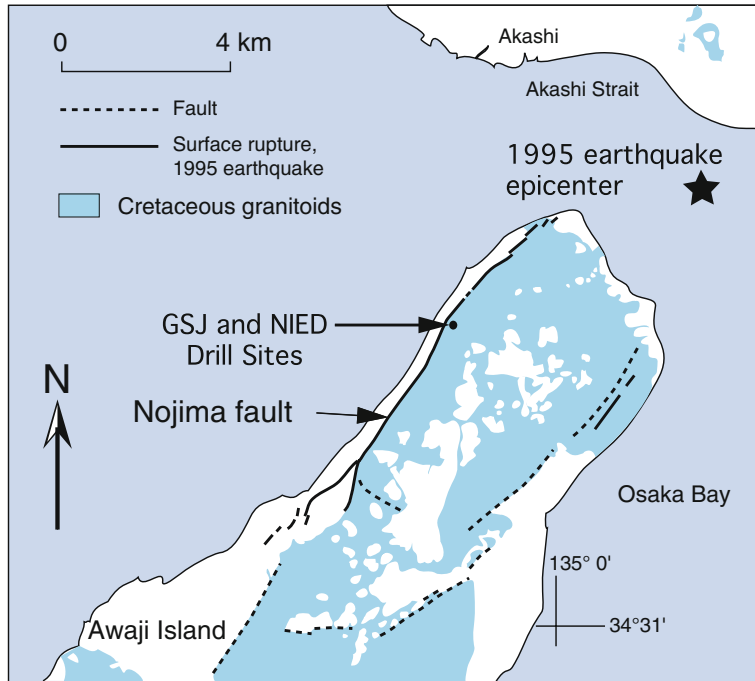 0 4 km
Fault
Surface rupture,
1995 earthquake
Cretaceous granitoids
Akashi
Akashi Strait
1995 earthquake
epicenter
GSJ and NIED
Drill Sites
N
Nojima fault
Osaka Bay
135° 0'
34°31'
Awaji Island